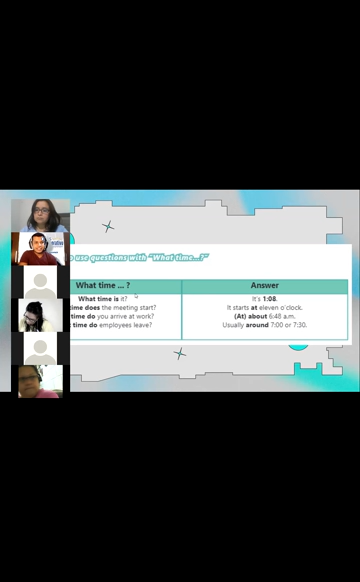 o use questions with "What time...?"
What time ... ? Answer
What time is it? It's 1:08.
time does the meeting start? It starts at eleven o'clock.
time do you arrive at work? (At) about 6:48 a.m.
time do employees leave? Usually around 7:00 or 7:30.